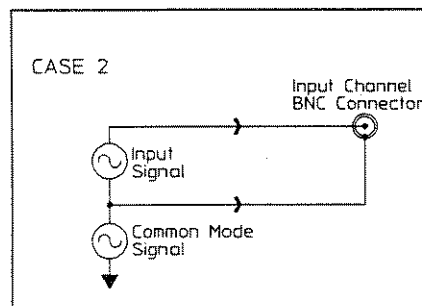 CASE 2
Input Channel
BNC Connector
Input
Signal
Common Mode
Signal